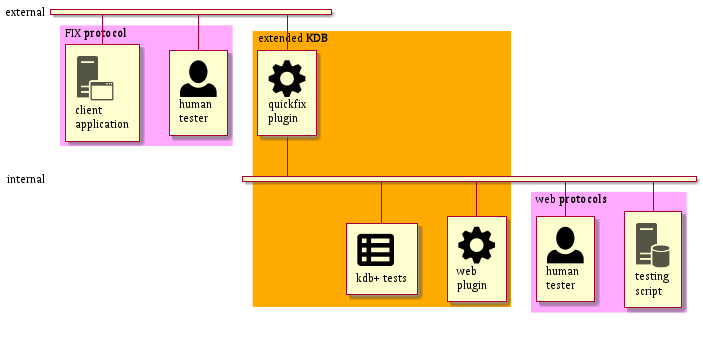 external
FIX protocol
extended KDB
client
application
human
tester
quickfix
plugin
internal
web protocols
kdb+ tests
web
plugin
human
tester
testing
script